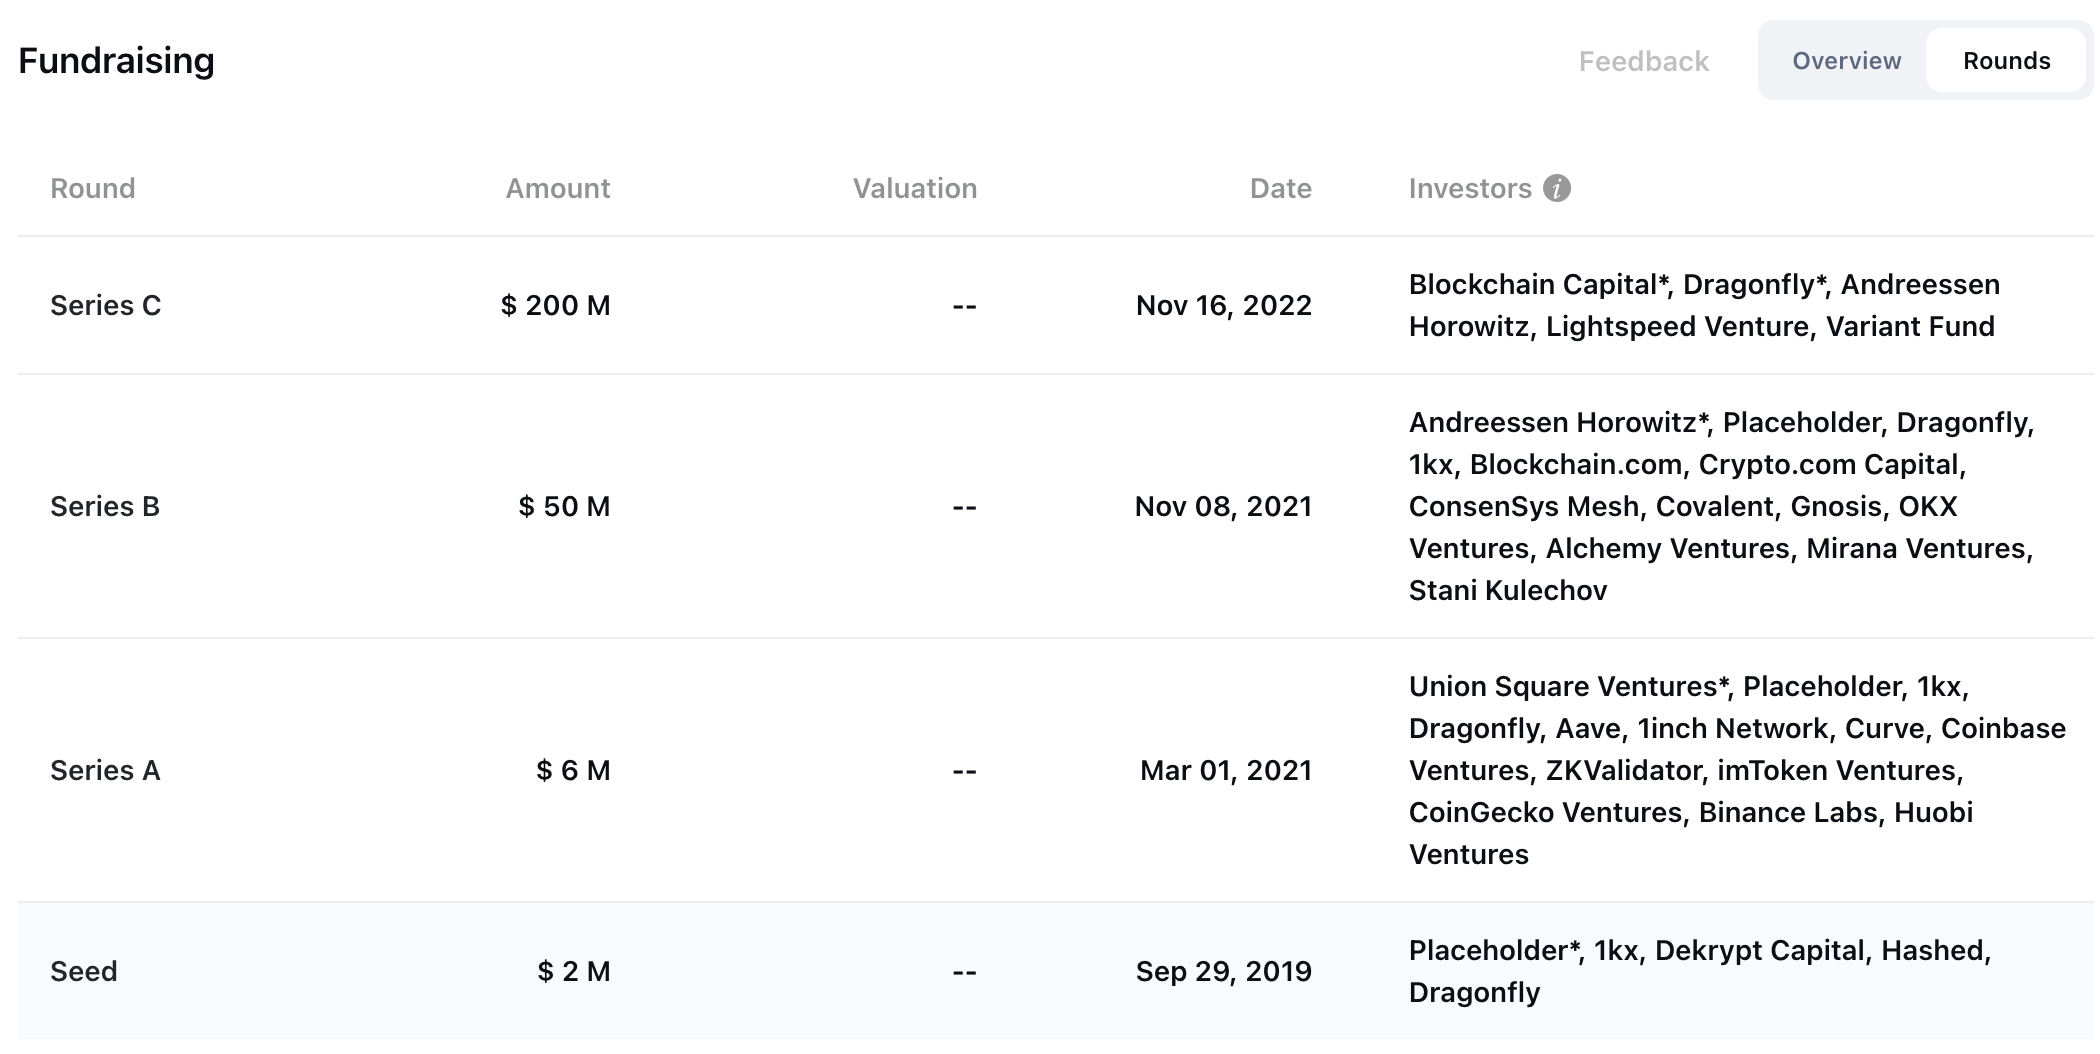 Fundraising
Feedback
Overview
Rounds
Round
Amount
Valuation
Date
Investors
Series C
$ 200 M
--
Nov 16, 2022
Blockchain Capital*, Dragonfly*, Andreessen
Horowitz, Lightspeed Venture, Variant Fund
Series B
$ 50 M
--
Nov 08, 2021
Andreessen Horowitz*, Placeholder, Dragonfly,
1kx, Blockchain.com, Crypto.com Capital,
ConsenSys Mesh, Covalent, Gnosis, OKX
Ventures, Alchemy Ventures, Mirana Ventures,
Stani Kulechov
Series A
$ 6 M
--
Mar 01, 2021
Union Square Ventures*, Placeholder, 1kx,
Dragonfly, Aave, 1inch Network, Curve, Coinbase
Ventures, ZKValidator, imToken Ventures,
CoinGecko Ventures, Binance Labs, Huobi
Ventures
Seed
$ 2 M
--
Sep 29, 2019
Placeholder*, 1kx, Dekrypt Capital, Hashed,
Dragonfly